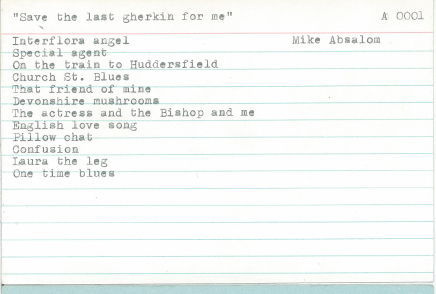 "Save the last gherkin for me" A 0001
Interflora angel Mike Absalom
Special agent
On the train to Huddersfield
Church St. Blues
That friend of mine
Devonshire mushrooms
The actress and the Bishop and me
English love song
Pillow chat
Confusion
Laura the leg
One time blues